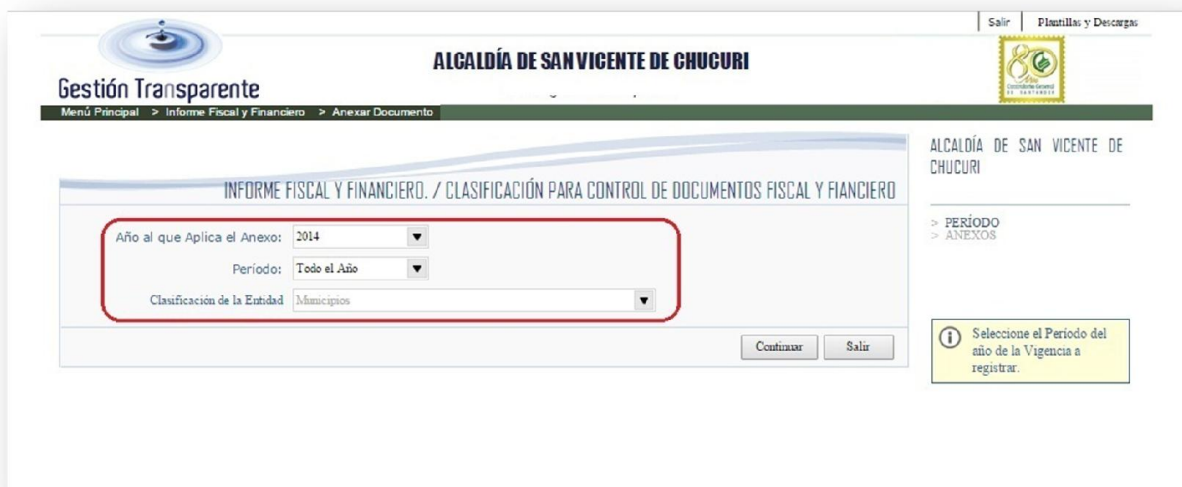 Salir
Plantillas y Descargas
ALCALDÍA DE SAN VICENTE DE CHUCURI
Gestión Transparente
Menú Principal > Informe Fiscal y Financiero > Anexar Documento
ALCALDÍA DE SAN VICENTE DE
CHUCURI
INFORME FISCAL Y FINANCIERO. / CLASIFICACIÓN PARA CONTROL DE DOCUMENTOS FISCAL Y FIANCIERO
> PERÍODO
> ANEXOS
Año al que Aplica el Anexo: 2014
Período: Todo el Año
Clasificación de la Entidad Municipios
Continuar
Salir
Seleccione el Período del
año de la Vigencia a
registrar.